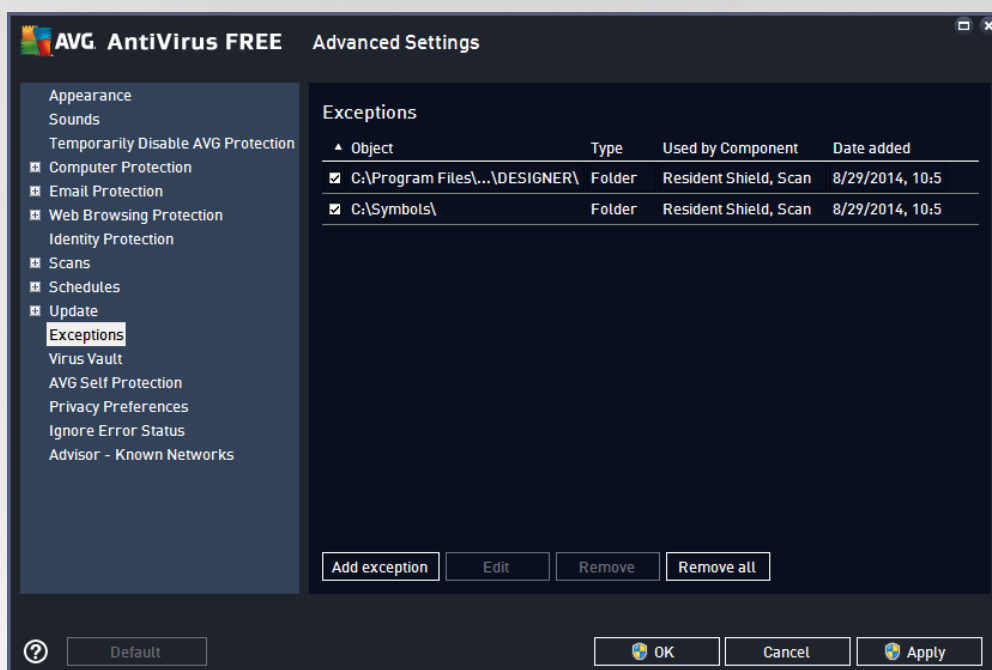 AVG AntiVirus FREE Advanced Settings
Appearance
Sounds
Temporarily Disable AVG Protection
Computer Protection
Email Protection
Web Browsing Protection
Identity Protection
Scans
Schedules
Update
Exceptions
Virus Vault
AVG Self Protection
Privacy Preferences
Ignore Error Status
Advisor - Known Networks
Exceptions
Object Type Used by Component Date added
C:\Program Files\...\DESIGNER\ Folder Resident Shield, Scan 8/29/2014, 10:5
C:\Symbols\ Folder Resident Shield, Scan 8/29/2014, 10:5
Add exception Edit Remove Remove all
? Default OK Cancel Apply